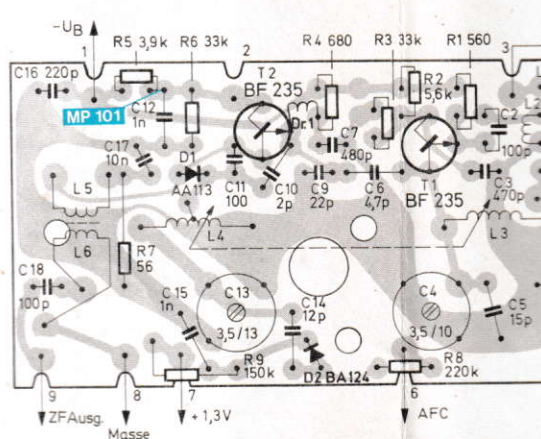 -UB
1
R5 3,9k
R6 33k
2
R4 680
R3 33k
R1 560
3
C16 220p
T2
BF 235
R2
5,6k
MP 101
C12
1n
Dr.1
C7
480p
C2
100p
L2
C17
10n
D1
AA113
C11
100
C10
2p
C9
22p
C6
4,7p
T1
BF 235
C3
470p
L5
L6
L4
L3
R7
56
C18
100p
C15
1n
C13
3,5/13
C14
12p
C4
3,5/10
C5
15p
R9
150k
D2 BA124
R8
220k
9
8
7
6
ZFAusg.
Masse
+1,3V
AFC